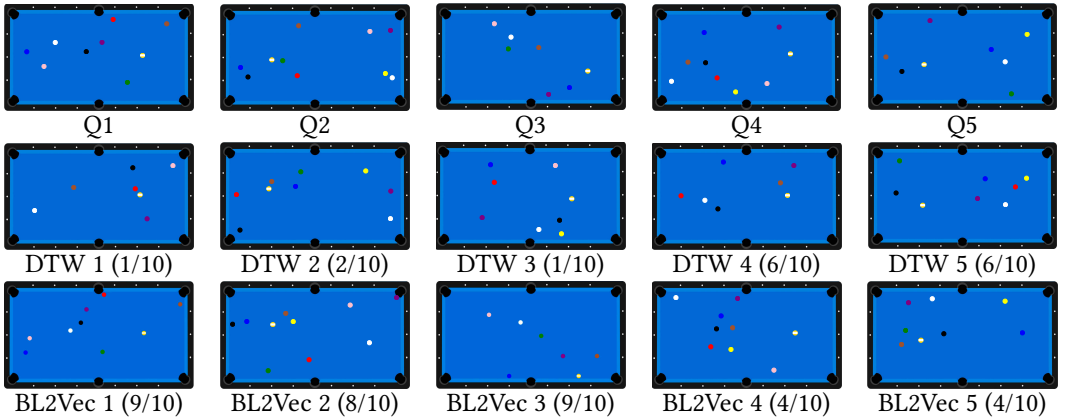 Q1 Q2 Q3 Q4 Q5
DTW 1 (1/10) DTW 2 (2/10) DTW 3 (1/10) DTW 4 (6/10) DTW 5 (6/10)
BL2Vec 1 (9/10) BL2Vec 2 (8/10) BL2Vec 3 (9/10) BL2Vec 4 (4/10) BL2Vec 5 (4/10)